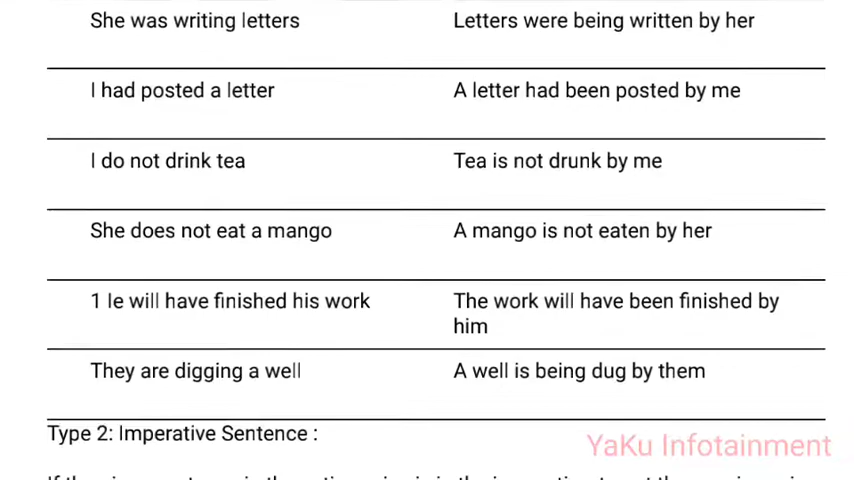 She was writing letters Letters were being written by her
I had posted a letter A letter had been posted by me
I do not drink tea Tea is not drunk by me
She does not eat a mango A mango is not eaten by her
1 Ie will have finished his work The work will have been finished by
him
They are digging a well A well is being dug by them
Type 2: Imperative Sentence :
YaKu Infotainment